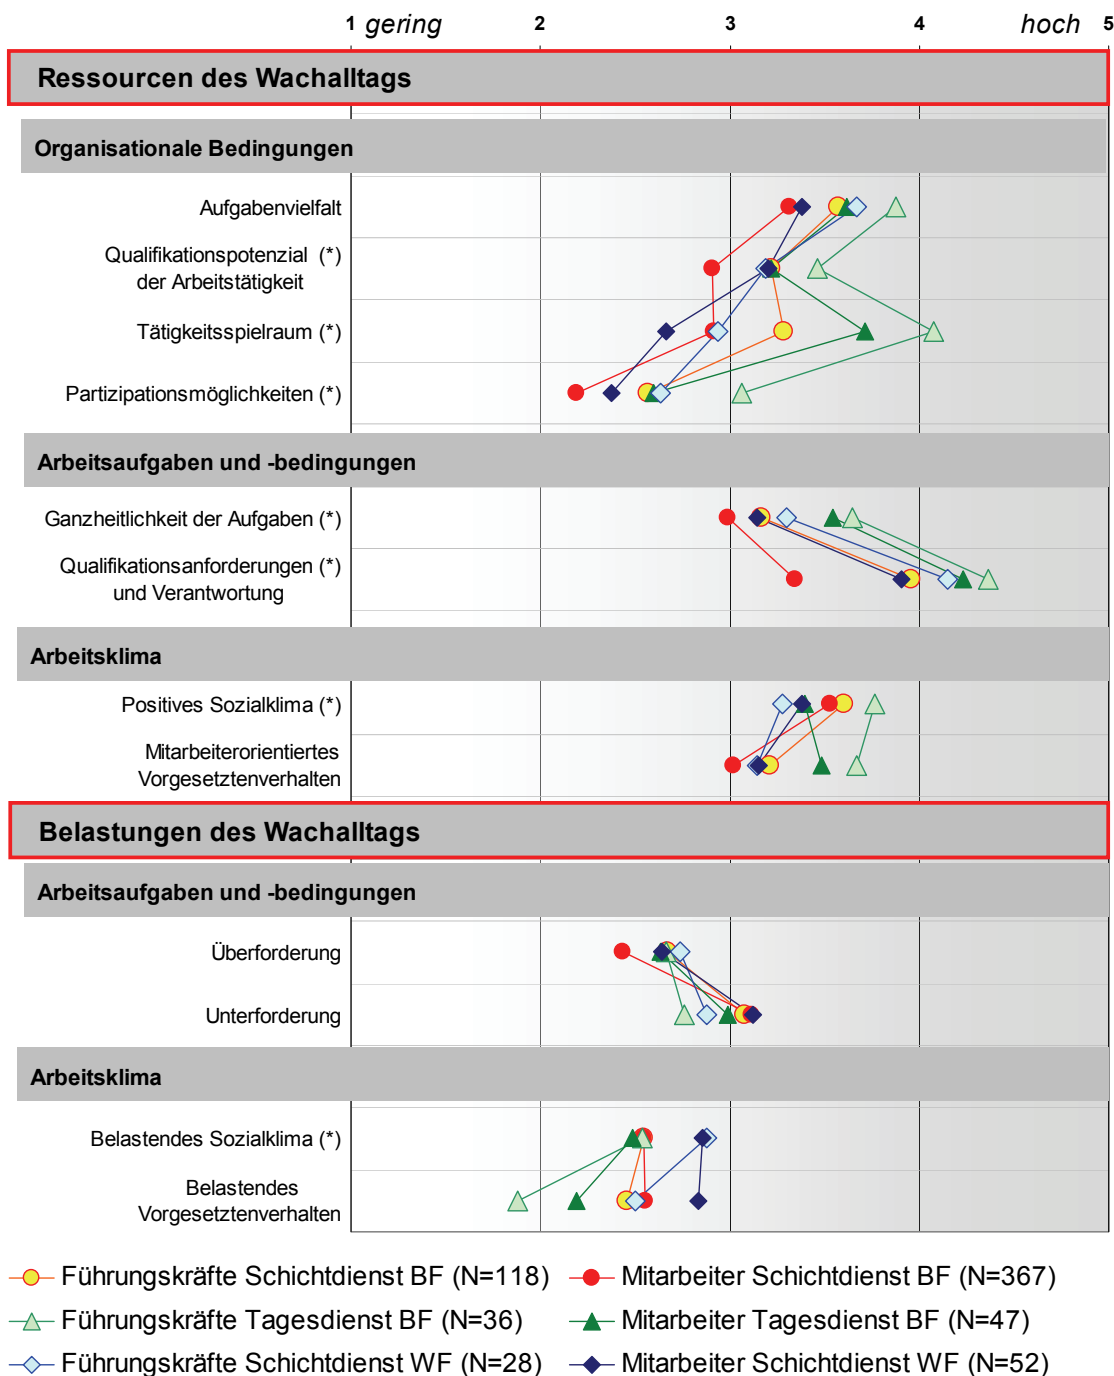 1 gering 2 3 4 hoch 5
Ressourcen des Wachalltags
Organisationale Bedingungen
Aufgabenvielfalt
Qualifikationspotenzial (*)
der Arbeitstätigkeit
Tätigkeitsspielraum (*)
Partizipationsmöglichkeiten (*)
Arbeitsaufgaben und -bedingungen
Ganzheitlichkeit der Aufgaben (*)
Qualifikationsanforderungen (*)
und Verantwortung
Arbeitsklima
Positives Sozialklima (*)
Mitarbeiterorientiertes
Vorgesetztenverhalten
Belastungen des Wachalltags
Arbeitsaufgaben und -bedingungen
Überforderung
Unterforderung
Arbeitsklima
Belastendes Sozialklima (*)
Belastendes
Vorgesetztenverhalten
Führungskräfte Schichtdienst BF (N=118) Mitarbeiter Schichtdienst BF (N=367)
Führungskräfte Tagesdienst BF (N=36) Mitarbeiter Tagesdienst BF (N=47)
Führungskräfte Schichtdienst WF (N=28) Mitarbeiter Schichtdienst WF (N=52)